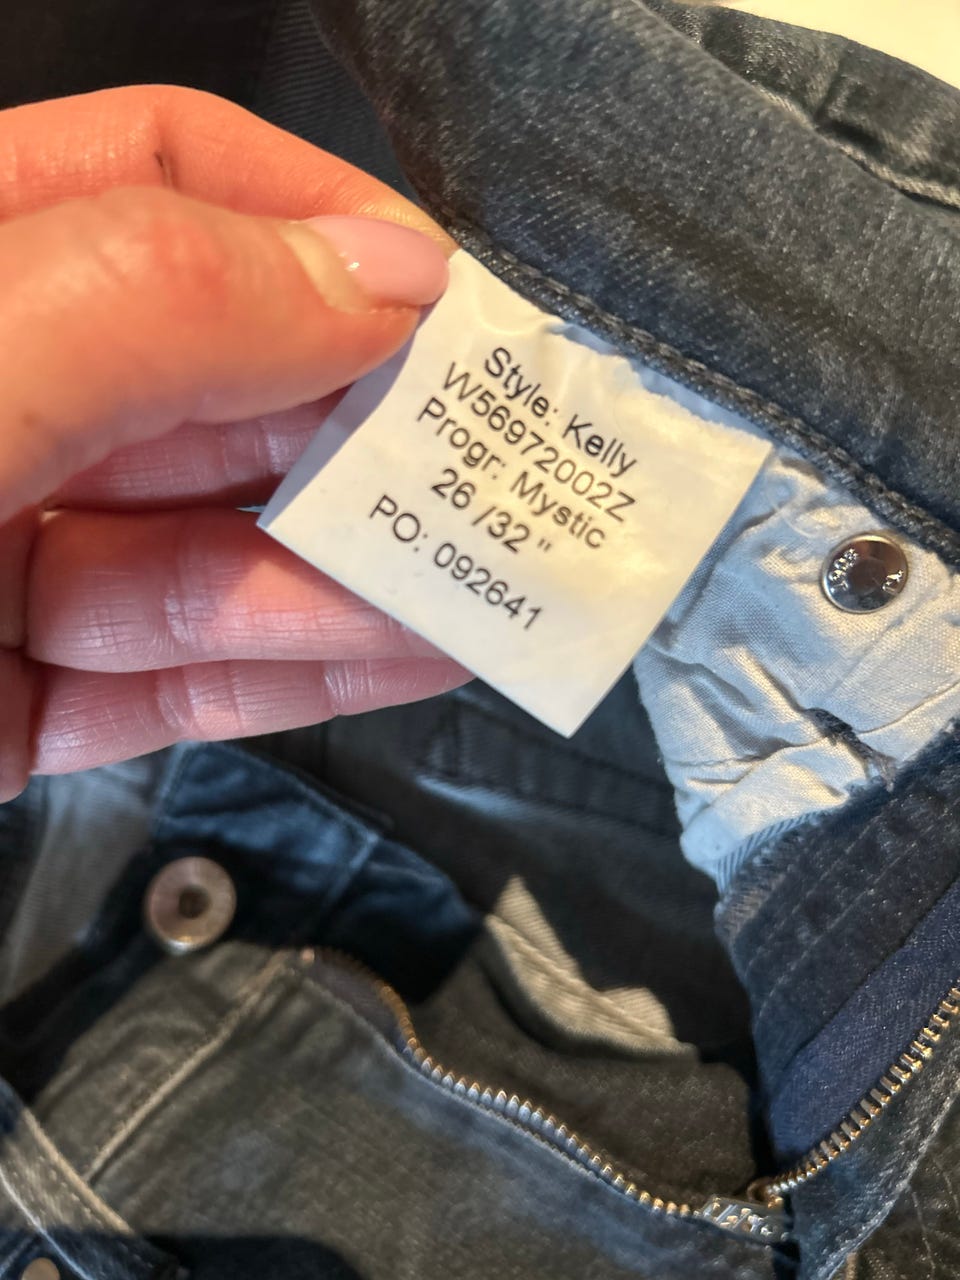 Style: Kelly
W56972002Z
Progr: Mystic
26 /32 "
PO: 092641